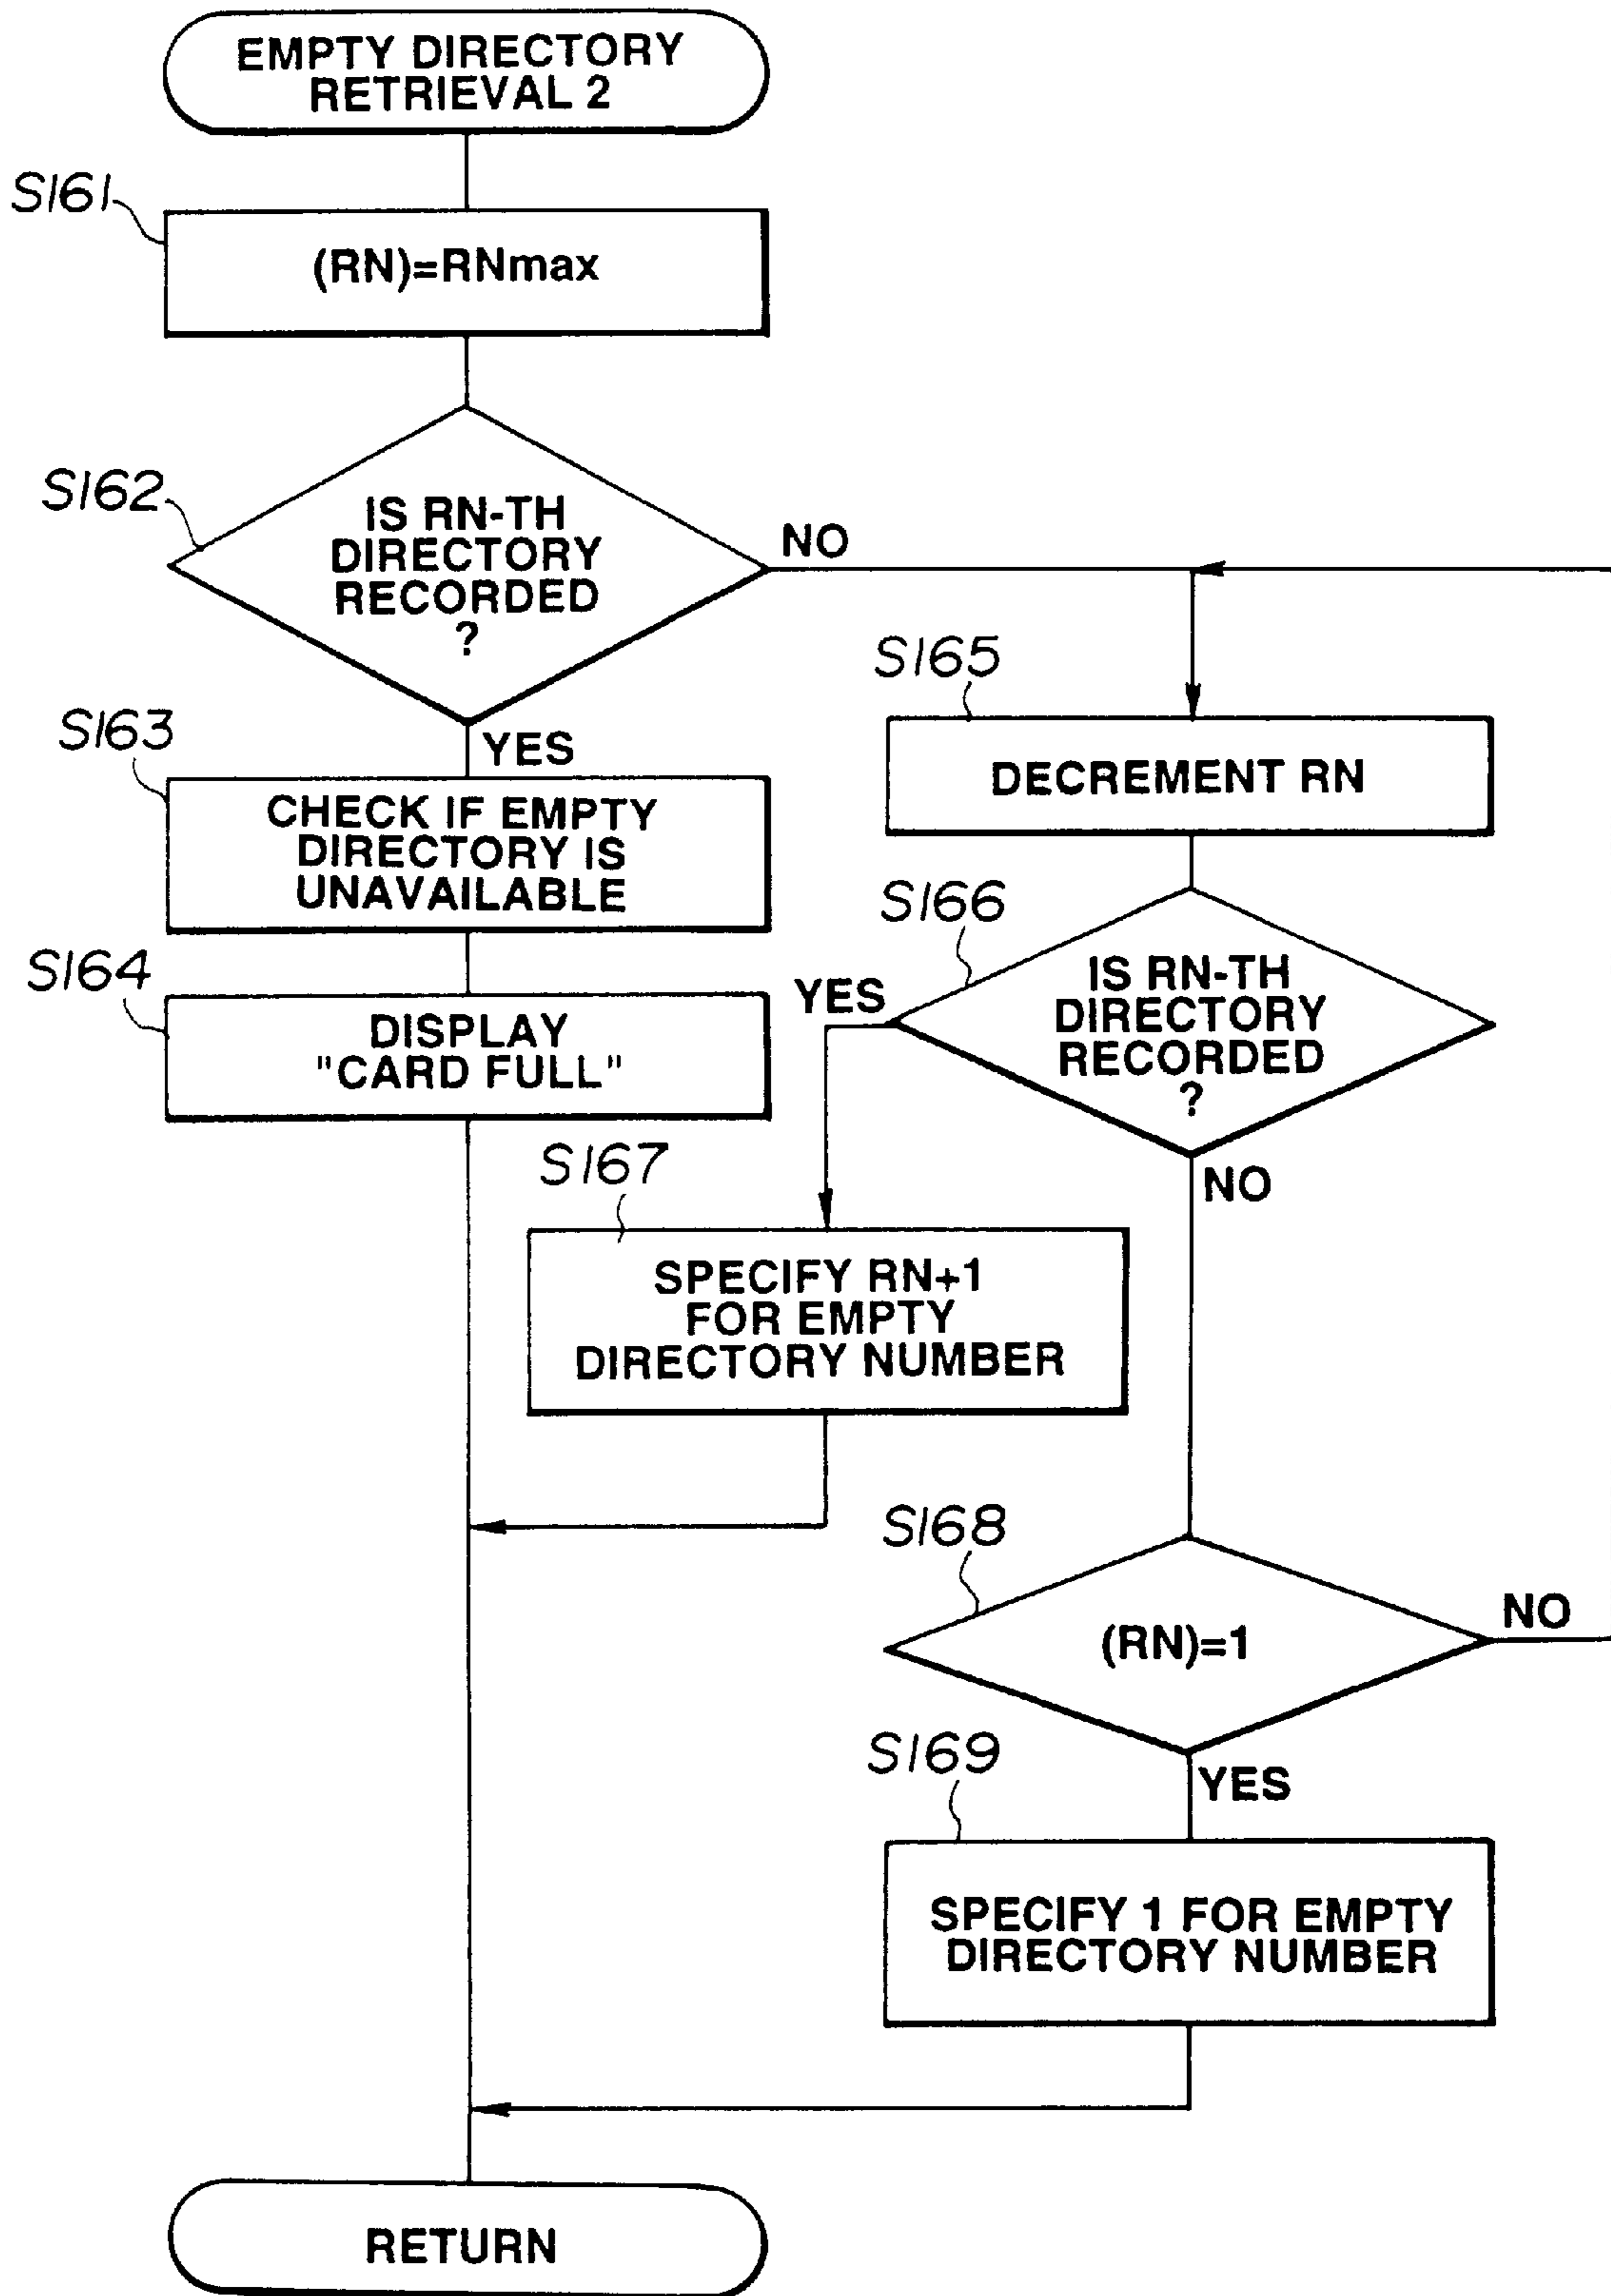 EMPTY DIRECTORY
RETRIEVAL 2
S161
(RN)=RNmax
S162
IS RN-TH
DIRECTORY
RECORDED
?
NO
YES
S163
CHECK IF EMPTY
DIRECTORY IS
UNAVAILABLE
S164
DISPLAY
"CARD FULL"
S165
DECREMENT RN
S166
IS RN-TH
DIRECTORY
RECORDED
?
YES
NO
S167
SPECIFY RN+1
FOR EMPTY
DIRECTORY NUMBER
S168
(RN)=1
NO
YES
S169
SPECIFY 1 FOR EMPTY
DIRECTORY NUMBER
RETURN